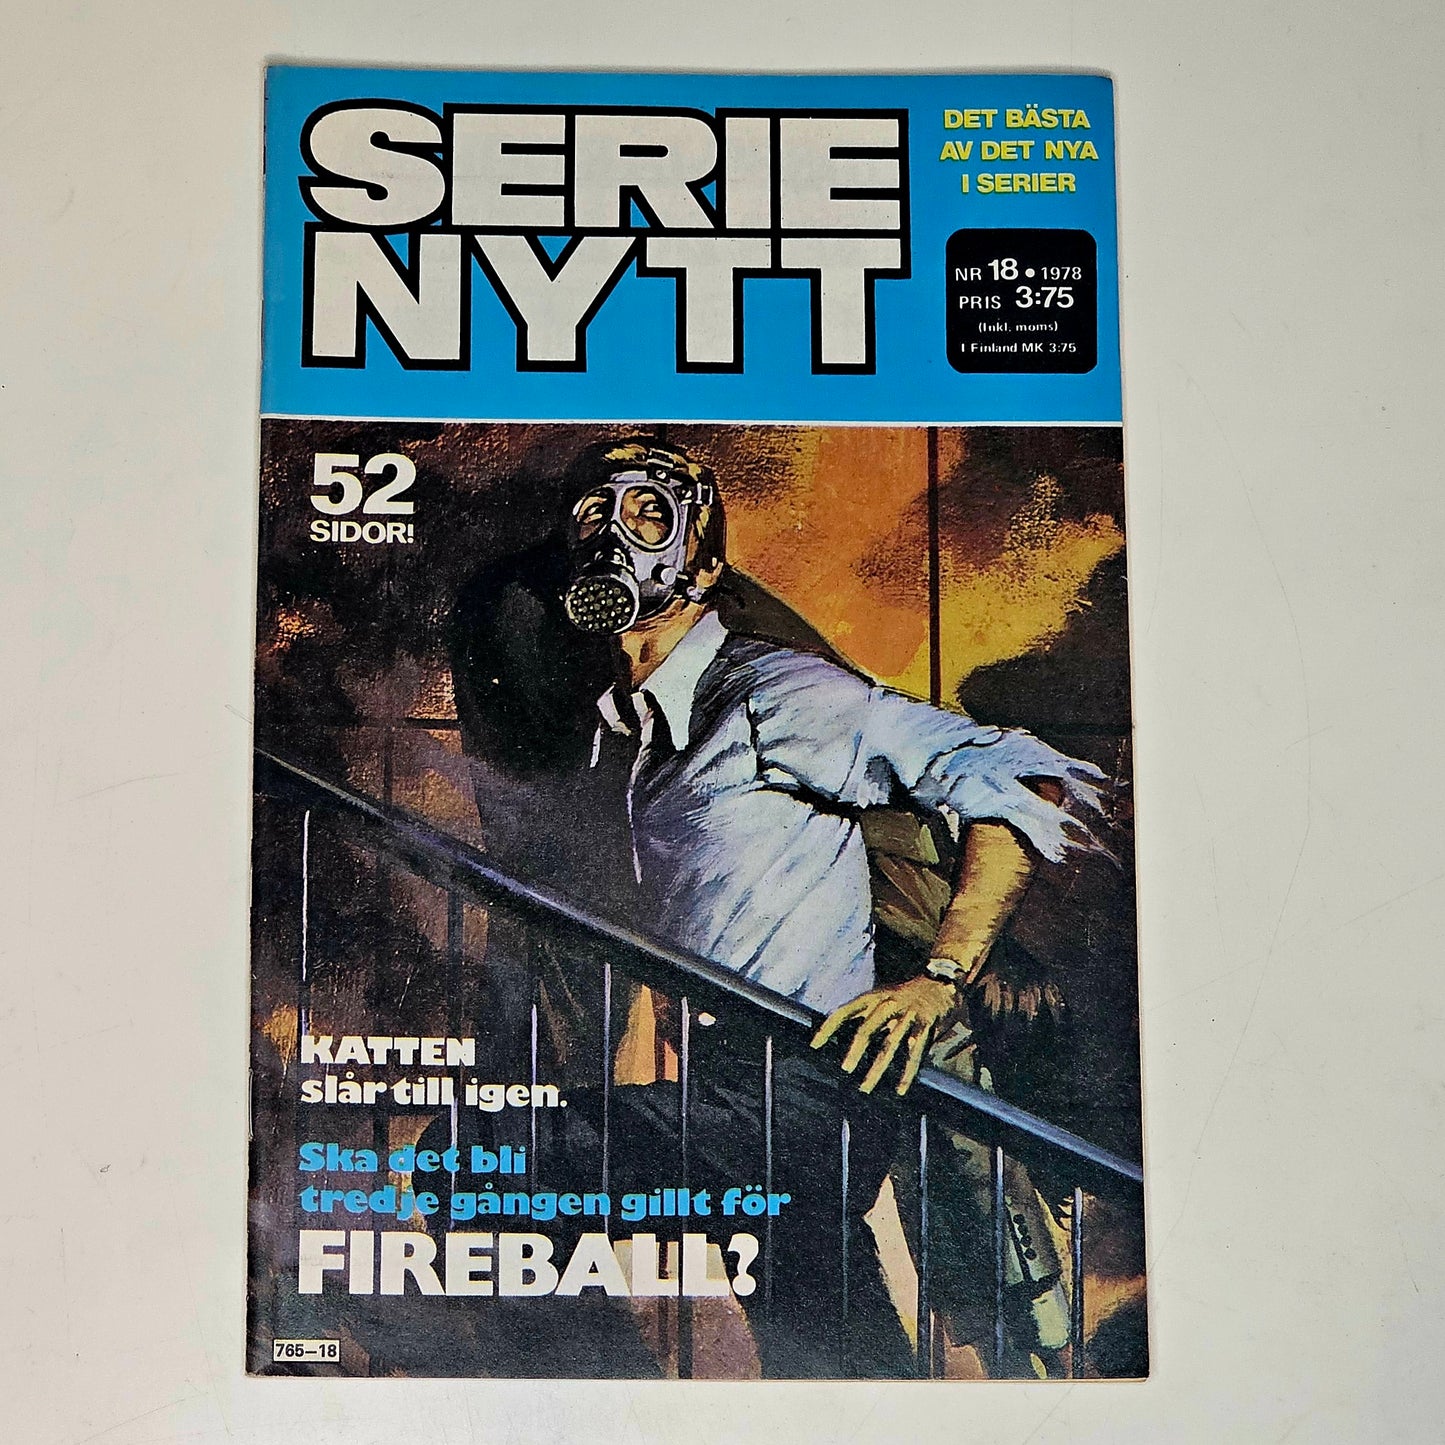 SERIE
NYTT
DET BÄSTA
AV DET NYA
I SERIER
NR 18 • 1978
PRIS 3:75
(Inkl. moms)
I Finland MK 3:75
52
SIDOR!
KATTEN
slår till igen.
Ska det bli
tredje gången gillt för
FIREBALL?
765–18